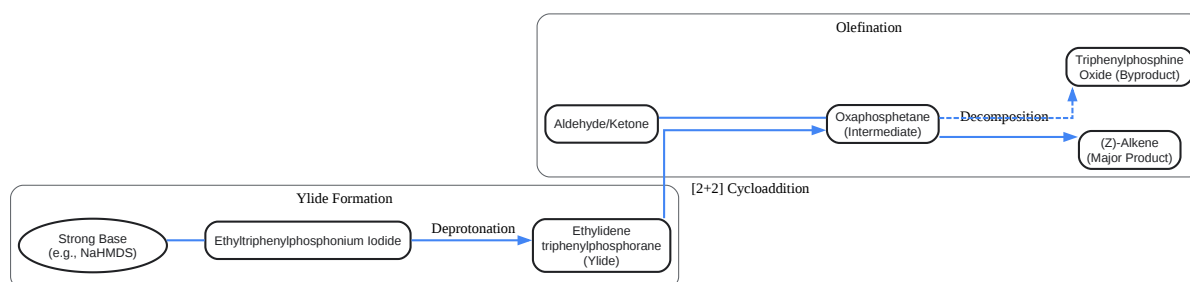 Olefination
Triphenylphosphine
Oxide (Byproduct)
Aldehyde/Ketone
Oxaphosphetane
(Intermediate)
Decomposition
(Z)-Alkene
(Major Product)
[2+2] Cycloaddition
Ylide Formation
Strong Base
(e.g., NaHMDS)
Ethyltriphenylphosphonium Iodide
Deprotonation
Ethylidene
triphenylphosphorane
(Ylide)